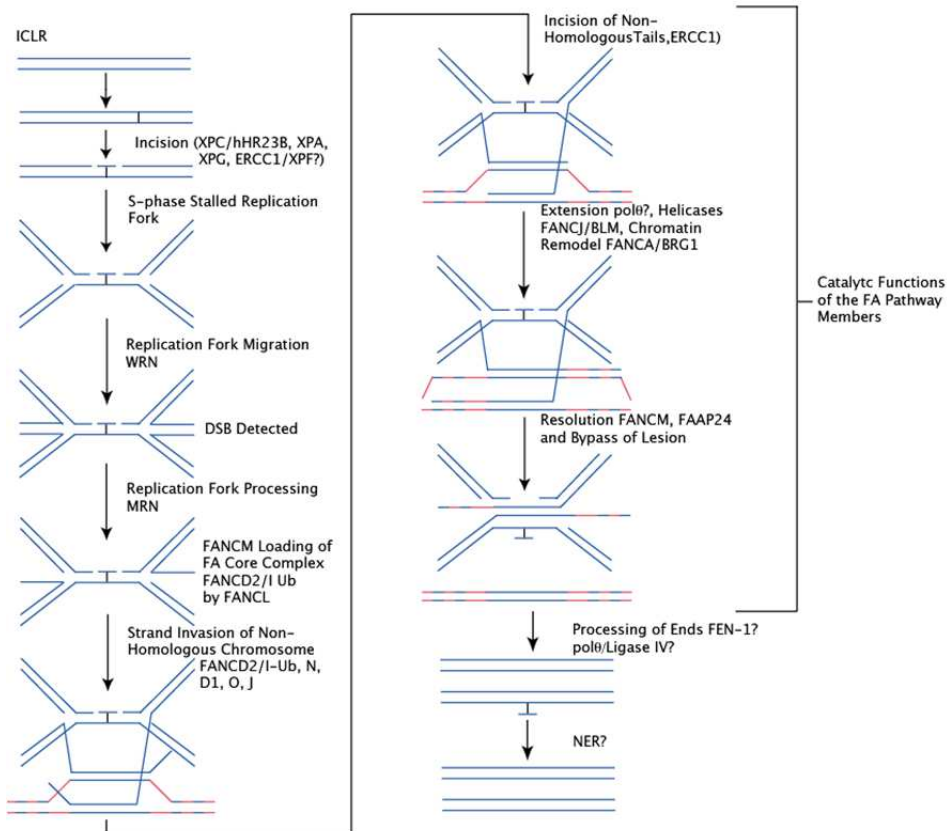 ICLR
Incision (XPC/hHR23B, XPA,
XPG, ERCC1/XPF?)
S-phase Stalled Replication
Fork
Replication Fork Migration
WRN
DSB Detected
Replication Fork Processing
MRN
FANCM Loading of
FA Core Complex
FANCD2/I Ub
by FANCL
Strand Invasion of Non-
Homologous Chromosome
FANCD2/I-Ub, N,
D1, O, J
Incision of Non-
HomologousTails,ERCC1)
Extension polθ?, Helicases
FANCJ/BLM, Chromatin
Remodel FANCA/BRG1
Resolution FANCM, FAAP24
and Bypass of Lesion
Processing of Ends FEN-1?
polθ/Ligase IV?
NER?
Catalytc Functions
of the FA Pathway
Members